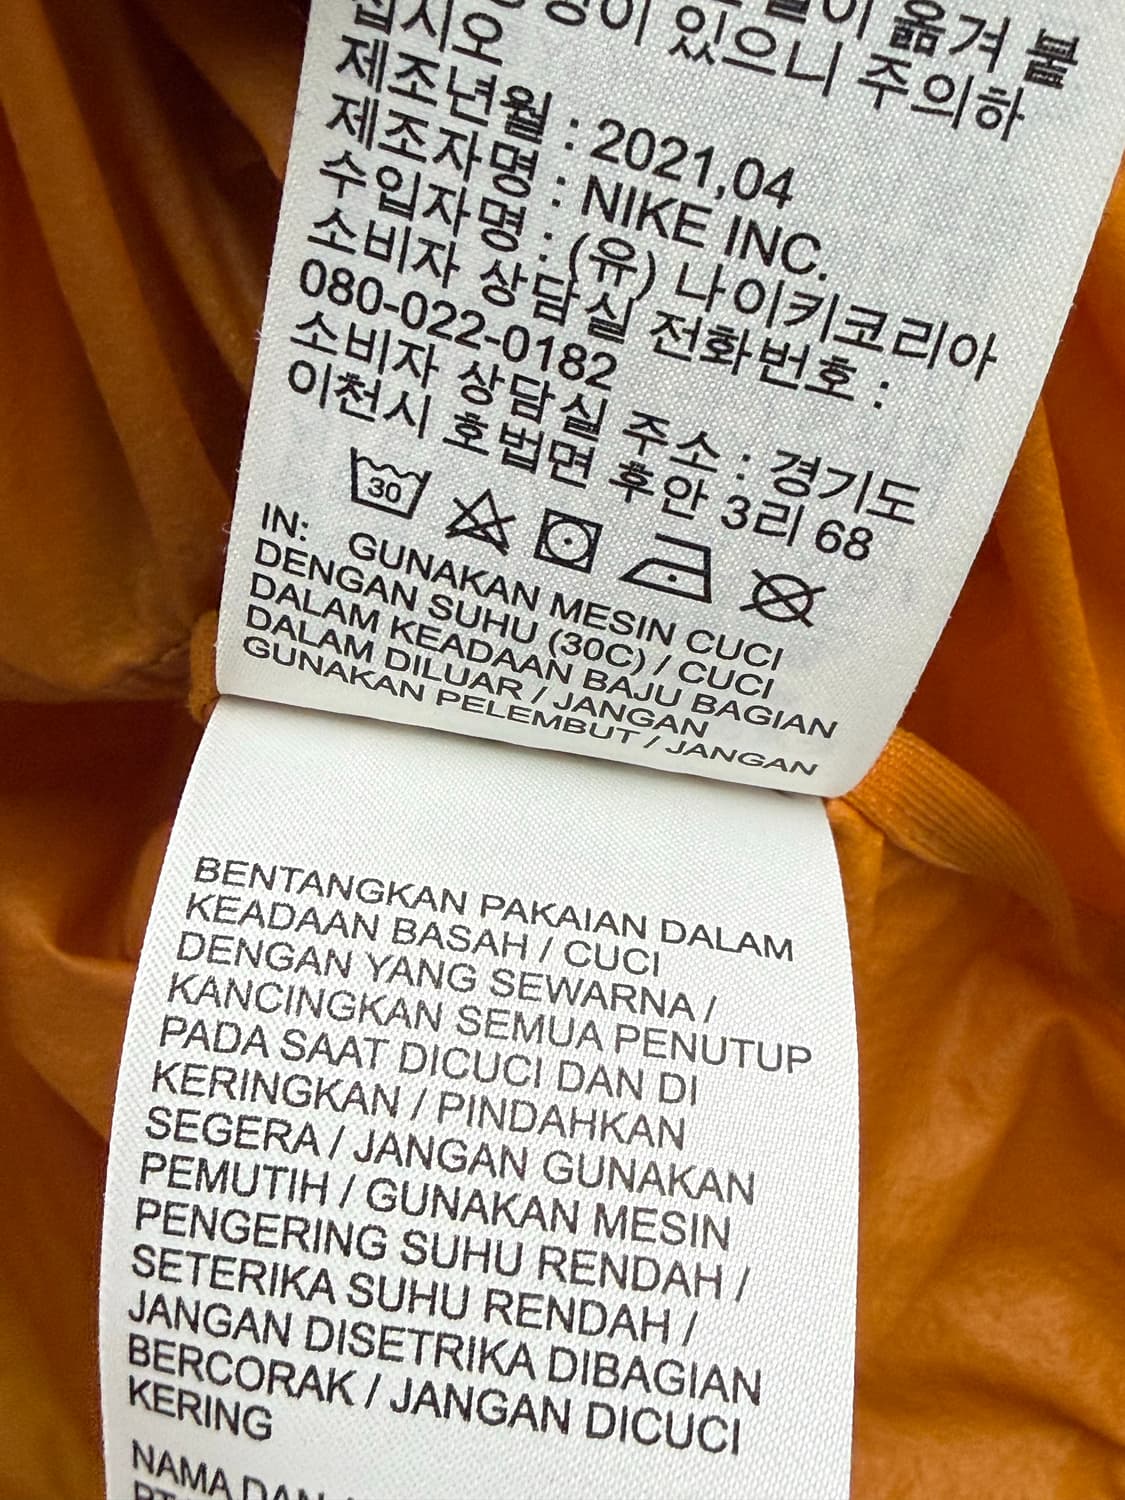 옮겨 붙
있으니 주의하
십시오
제조년월 : 2021,04
제조자명 : NIKE INC.
수입자명 : (유) 나이키코리아
소비자 상담실 전화번호 :
080-022-0182
소비자 상담실 주소 : 경기도
이천시 호법면 후안 3리 68
30
IN: GUNAKAN MESIN CUCI
DENGAN SUHU (30C) / CUCI
DALAM KEADAAN BAJU BAGIAN
DALAM DILUAR / JANGAN
GUNAKAN PELEMBUT / JANGAN
BENTANGKAN PAKAIAN DALAM
KEADAAN BASAH / CUCI
DENGAN YANG SEWARNA /
KANCINGKAN SEMUA PENUTUP
PADA SAAT DICUCI DAN DI
KERINGKAN / PINDAHKAN
SEGERA / JANGAN GUNAKAN
PEMUTIH / GUNAKAN MESIN
PENGERING SUHU RENDAH /
SETERIKA SUHU RENDAH /
JANGAN DISETRIKA DIBAGIAN
BERCORAK / JANGAN DICUCI
KERING
NAMA DAN